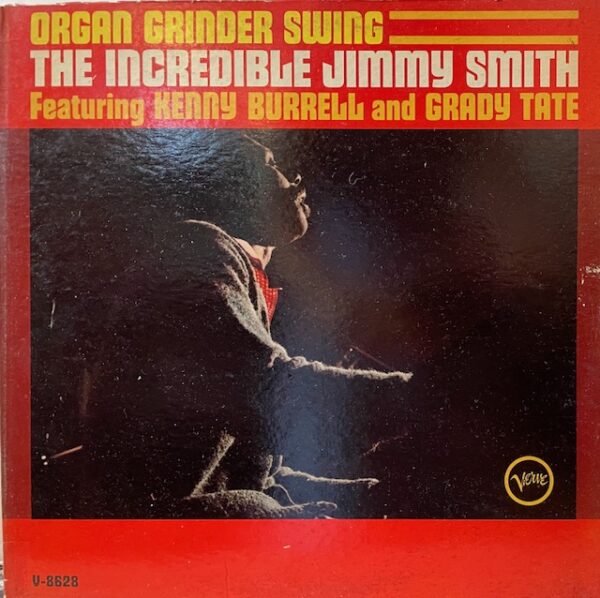 ORGAN GRINDER SWING
THE INCREDIBLE JIMMY SMITH
Featuring KENNY BURRELL and GRADY TATE
Verve
V-8628